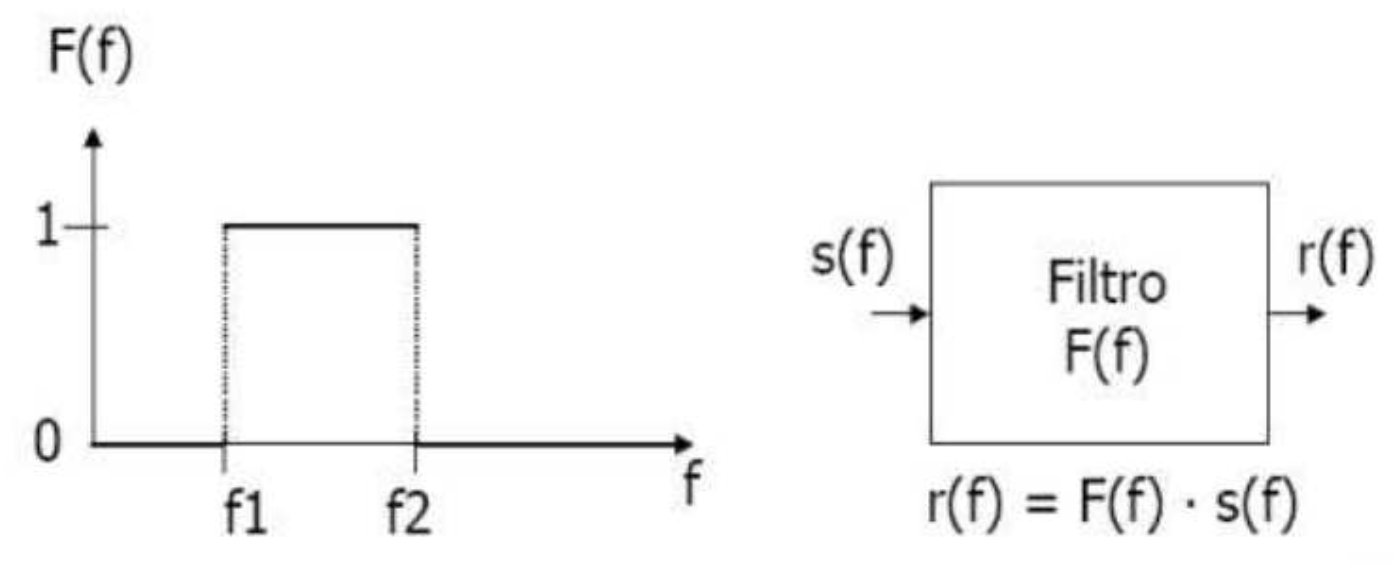 F(f)
1
0
f1
f2
f
s(f)
Filtro
F(f)
r(f)
r(f) = F(f) · s(f)